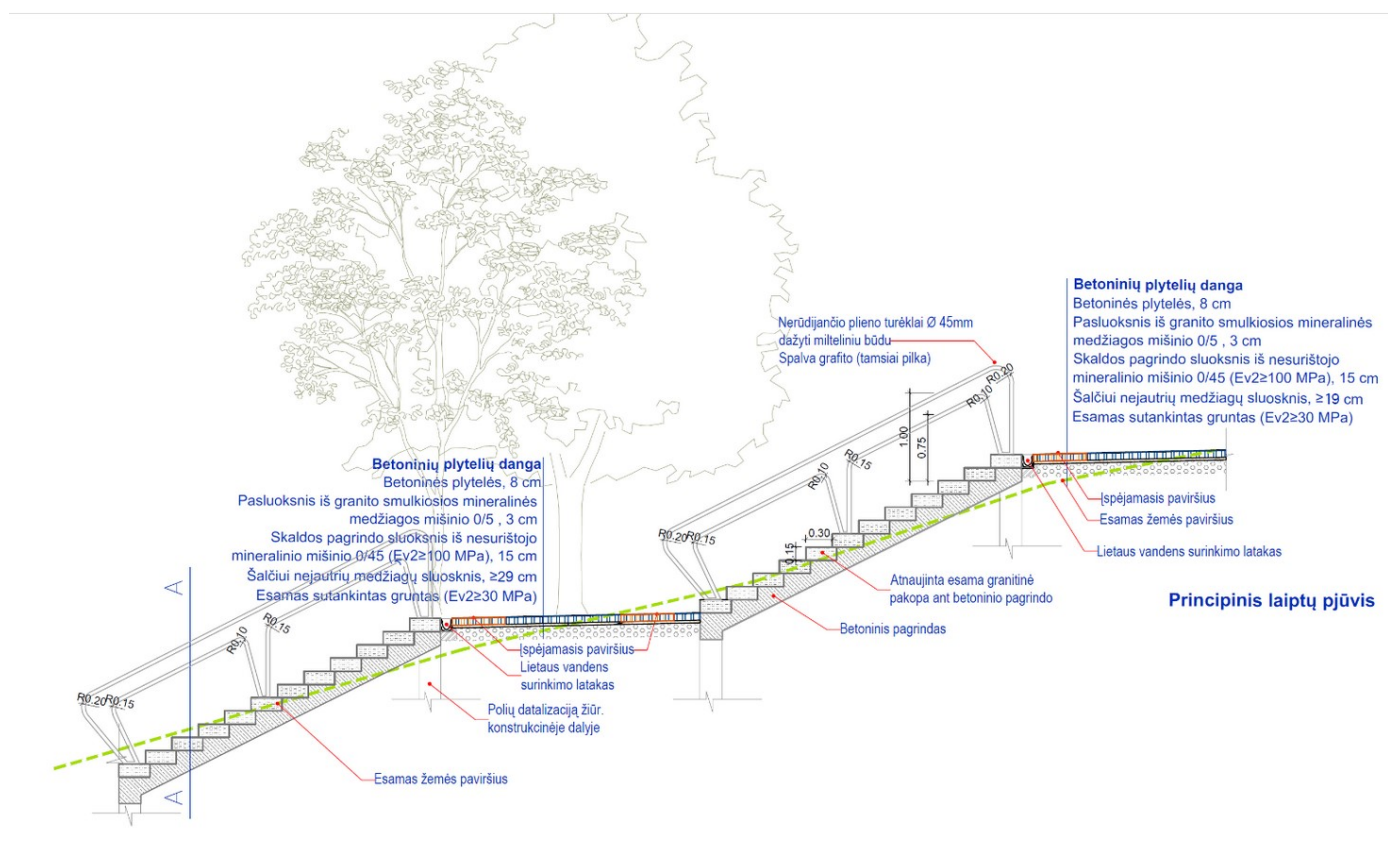 Betoninių plytelių danga
Betoninės plytelės, 8 cm
Pasluoksnis iš granito smulkiosios mineralinės
medžiagos mišinio 0/5 , 3 cm
Skaldos pagrindo sluoksnis iš nesurištojo
mineralinio mišinio 0/45 (Ev2≥100 MPa), 15 cm
Šalčiui nejautrių medžiagų sluosknis, ≥19 cm
Esamas sutankintas gruntas (Ev2≥30 MPa)
Nerūdijančio plieno turėklai Ø 45mm
dažyti milteliniu būdu
Spalva grafito (tamsiai pilka)
R0.20
R0.10
1.00
0.75
R0.15
R0.10
Betoninių plytelių danga
Betoninės plytelės, 8 cm
Pasluoksnis iš granito smulkiosios mineralinės
medžiagos mišinio 0/5 , 3 cm
Skaldos pagrindo sluoksnis iš nesurištojo
mineralinio mišinio 0/45 (Ev2≥100 MPa), 15 cm
Šalčiui nejautrių medžiagų sluosknis, ≥29 cm
Esamas sutankintas gruntas (Ev2≥30 MPa)
Įspėjamasis paviršius
Esamas žemės paviršius
Lietaus vandens surinkimo latakas
R0.20
R0.15
0.30
0.15
Atnaujinta esama granitinė
pakopa ant betoninio pagrindo
Principinis laiptų pjūvis
Betoninis pagrindas
A
R0.15
R0.10
Įspėjamasis paviršius
Lietaus vandens
surinkimo latakas
R0.20
R0.15
Polių datalizaciją žiūr.
konstrukcinėje dalyje
Esamas žemės paviršius
A